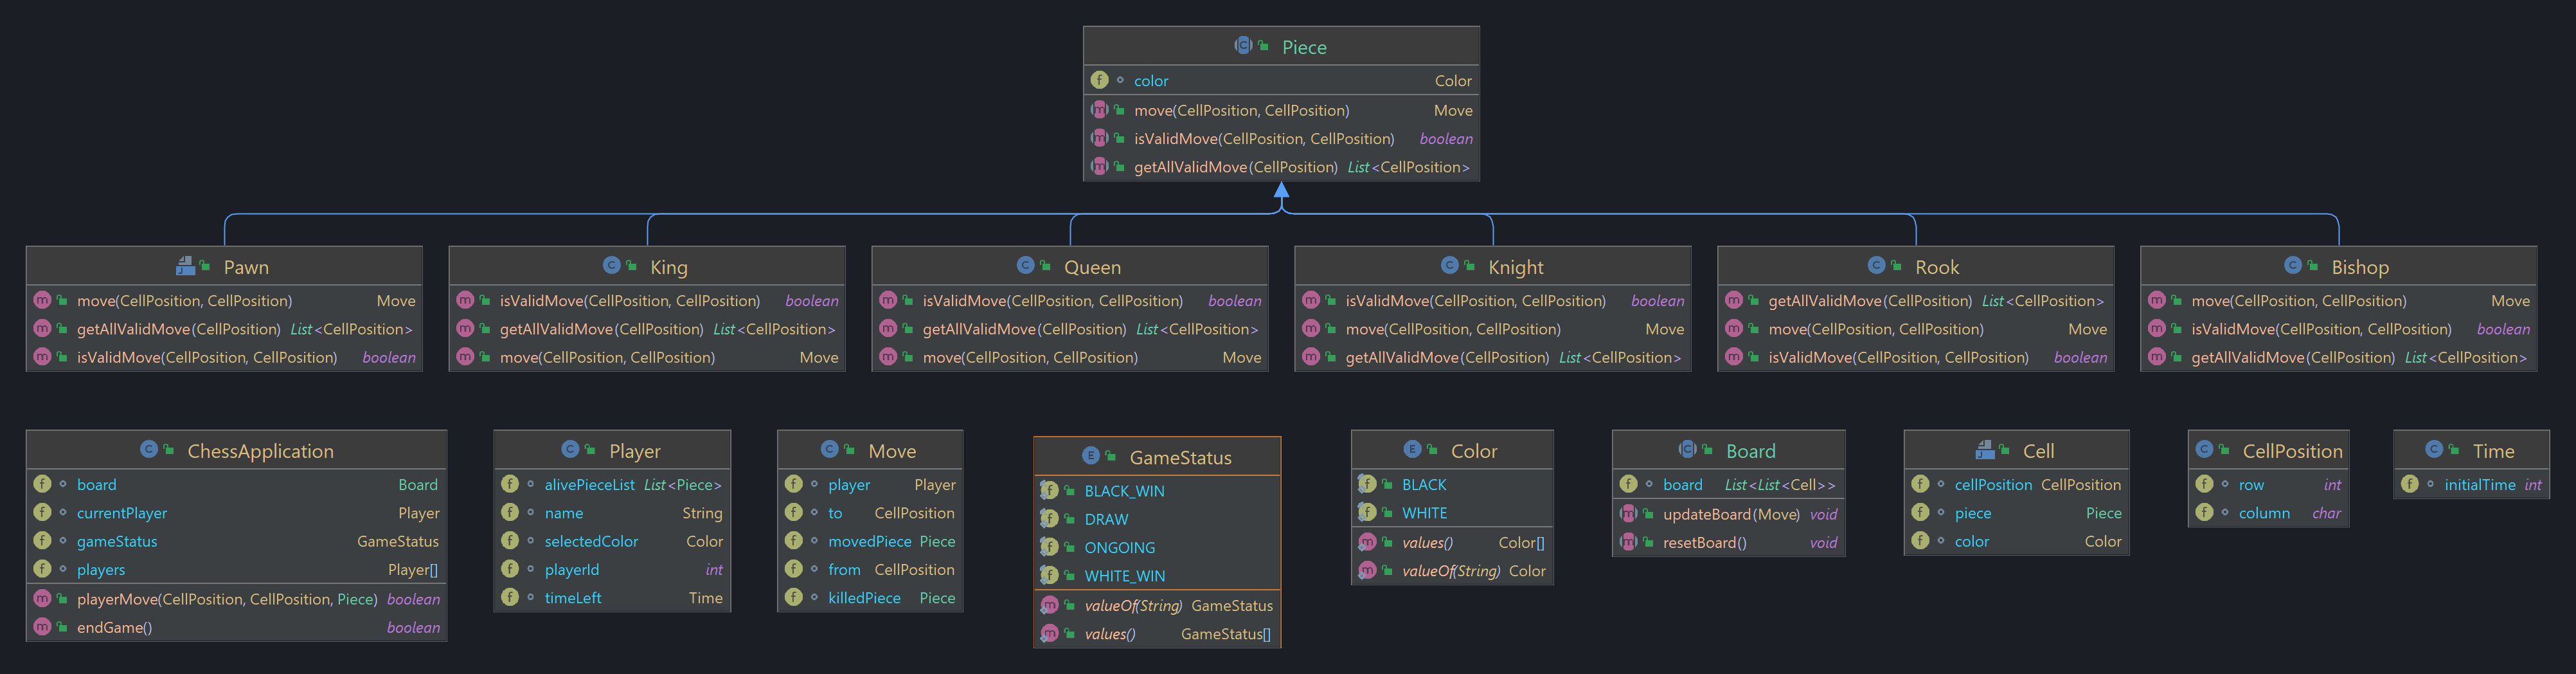 Piece
color Color
move(CellPosition, CellPosition) Move
isValidMove(CellPosition, CellPosition) boolean
getAllValidMove(CellPosition) List<CellPosition>
Pawn
move(CellPosition, CellPosition) Move
getAllValidMove(CellPosition) List<CellPosition>
isValidMove(CellPosition, CellPosition) boolean
King
isValidMove(CellPosition, CellPosition) boolean
getAllValidMove(CellPosition) List<CellPosition>
move(CellPosition, CellPosition) Move
Queen
isValidMove(CellPosition, CellPosition) boolean
getAllValidMove(CellPosition) List<CellPosition>
move(CellPosition, CellPosition) Move
Knight
isValidMove(CellPosition, CellPosition) boolean
move(CellPosition, CellPosition) Move
getAllValidMove(CellPosition) List<CellPosition>
Rook
getAllValidMove(CellPosition) List<CellPosition>
move(CellPosition, CellPosition) Move
isValidMove(CellPosition, CellPosition) boolean
Bishop
move(CellPosition, CellPosition) Move
isValidMove(CellPosition, CellPosition) boolean
getAllValidMove(CellPosition) List<CellPosition>
ChessApplication
board Board
currentPlayer Player
gameStatus GameStatus
players Player[]
playerMove(CellPosition, CellPosition, Piece) boolean
endGame() boolean
Player
alivePieceList List<Piece>
name String
selectedColor Color
playerId int
timeLeft Time
Move
player Player
to CellPosition
movedPiece Piece
from CellPosition
killedPiece Piece
GameStatus
BLACK_WIN
DRAW
ONGOING
WHITE_WIN
valueOf(String) GameStatus
values() GameStatus[]
Color
BLACK
WHITE
values() Color[]
valueOf(String) Color
Board
board List<List<Cell>>
updateBoard(Move) void
resetBoard() void
Cell
cellPosition CellPosition
piece Piece
color Color
CellPosition
row int
column char
Time
initialTime int